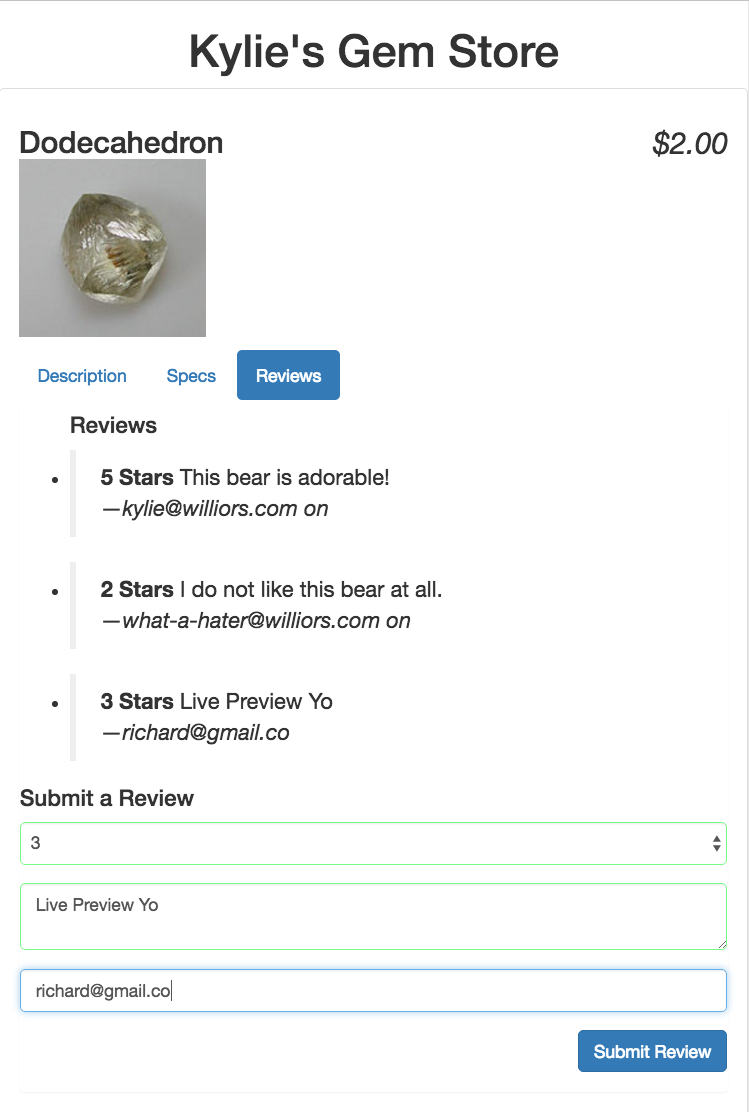 Kylie's Gem Store
Dodecahedron $2.00
Description Specs Reviews
Reviews
5 Stars This bear is adorable!
—kylie@williors.com on
2 Stars I do not like this bear at all.
—what-a-hater@williors.com on
3 Stars Live Preview Yo
—richard@gmail.co
Submit a Review
3
Live Preview Yo
richard@gmail.co
Submit Review